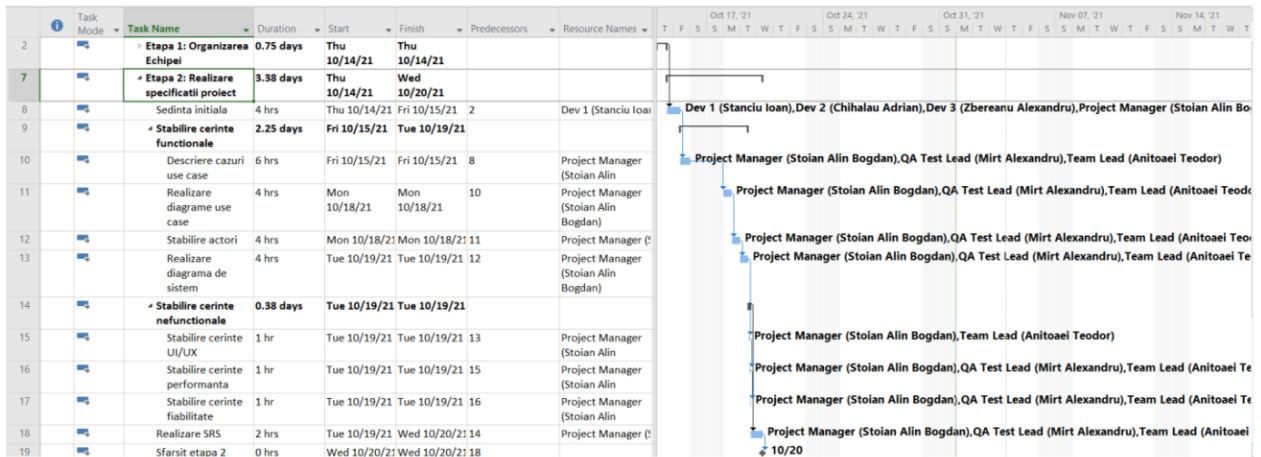 Oct 17, '21 Oct 24, '21 Oct 31, '21 Nov 07, '21 Nov 14, '21
Task Mode Task Name Duration Start Finish Predecessors Resource Names
T F S S M T W T F S S M T W T F S S M T W T F S S M T W T F S S M T W T
2 Etapa 1: Organizarea Echipei 0.75 days Thu 10/14/21 Thu 10/14/21
7 Etapa 2: Realizare specificatii proiect 3.38 days Thu 10/14/21 Wed 10/20/21
8 Sedinta initiala 4 hrs Thu 10/14/21 Fri 10/15/21 2 Dev 1 (Stanciu Ioan Dev 1 (Stanciu Ioan),Dev 2 (Chihalau Adrian),Dev 3 (Zbereanu Alexandru),Project Manager (Stoian Alin Bo
9 Stabilire cerinte functionale 2.25 days Fri 10/15/21 Tue 10/19/21
10 Descriere cazuri use case 6 hrs Fri 10/15/21 Fri 10/15/21 8 Project Manager (Stoian Alin Project Manager (Stoian Alin Bogdan),QA Test Lead (Mirt Alexandru),Team Lead (Anitoaei Teodor)
11 Realizare diagrame use case 4 hrs Mon 10/18/21 Mon 10/18/21 10 Project Manager (Stoian Alin Bogdan) Project Manager (Stoian Alin Bogdan),QA Test Lead (Mirt Alexandru),Team Lead (Anitoaei Teodo
12 Stabilire actori 4 hrs Mon 10/18/21 Mon 10/18/21 11 Project Manager (S Project Manager (Stoian Alin Bogdan),QA Test Lead (Mirt Alexandru),Team Lead (Anitoaei Teo
13 Realizare diagrama de sistem 4 hrs Tue 10/19/21 Tue 10/19/21 12 Project Manager (Stoian Alin Bogdan) Project Manager (Stoian Alin Bogdan),QA Test Lead (Mirt Alexandru),Team Lead (Anitoaei Te
14 Stabilire cerinte nefunctionale 0.38 days Tue 10/19/21 Tue 10/19/21
15 Stabilire cerinte UI/UX 1 hr Tue 10/19/21 Tue 10/19/21 13 Project Manager (Stoian Alin Project Manager (Stoian Alin Bogdan),Team Lead (Anitoaei Teodor)
16 Stabilire cerinte performanta 1 hr Tue 10/19/21 Tue 10/19/21 15 Project Manager (Stoian Alin Project Manager (Stoian Alin Bogdan),QA Test Lead (Mirt Alexandru),Team Lead (Anitoaei Te
17 Stabilire cerinte fiabilitate 1 hr Tue 10/19/21 Tue 10/19/21 16 Project Manager (Stoian Alin Project Manager (Stoian Alin Bogdan),QA Test Lead (Mirt Alexandru),Team Lead (Anitoaei Te
18 Realizare SRS 2 hrs Tue 10/19/21 Wed 10/20/21 14 Project Manager (S Project Manager (Stoian Alin Bogdan),QA Test Lead (Mirt Alexandru),Team Lead (Anitoaei
19 Sfarsit etapa 2 0 hrs Wed 10/20/21 Wed 10/20/21 18 10/20